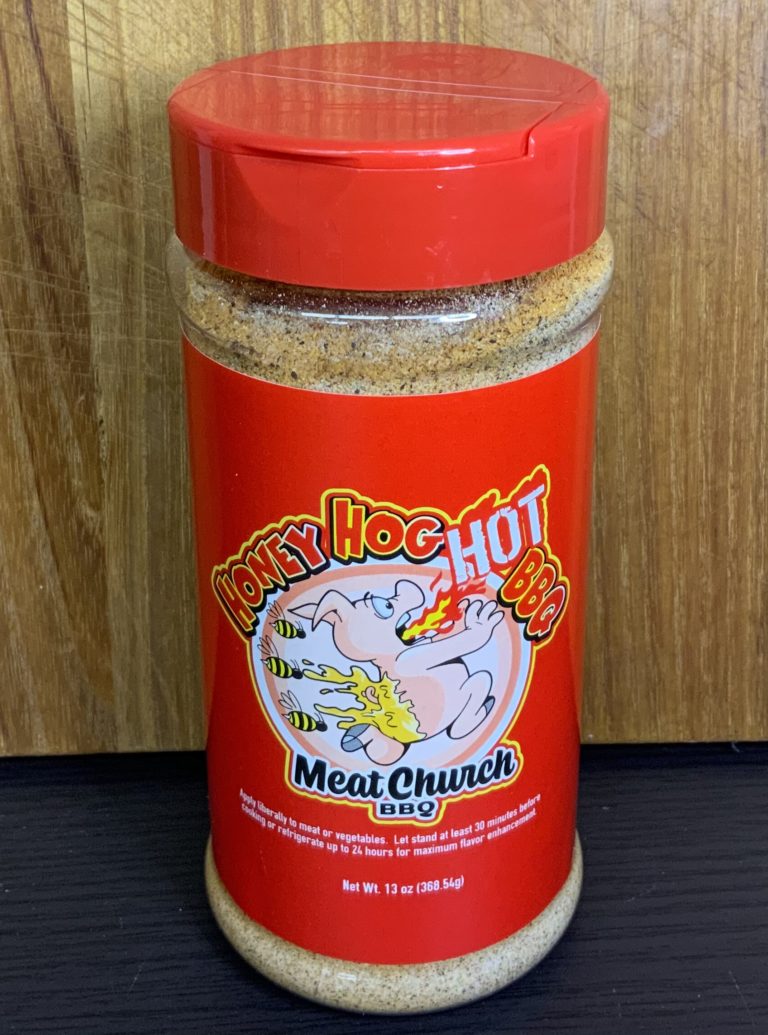 HONEY HOG HOT BBQ
Meat Church
BBQ
Apply liberally to meat or vegetables. Let stand at least 30 minutes before
cooking or refrigerate up to 24 hours for maximum flavor enhancement
Net Wt. 13 oz (368.54g)